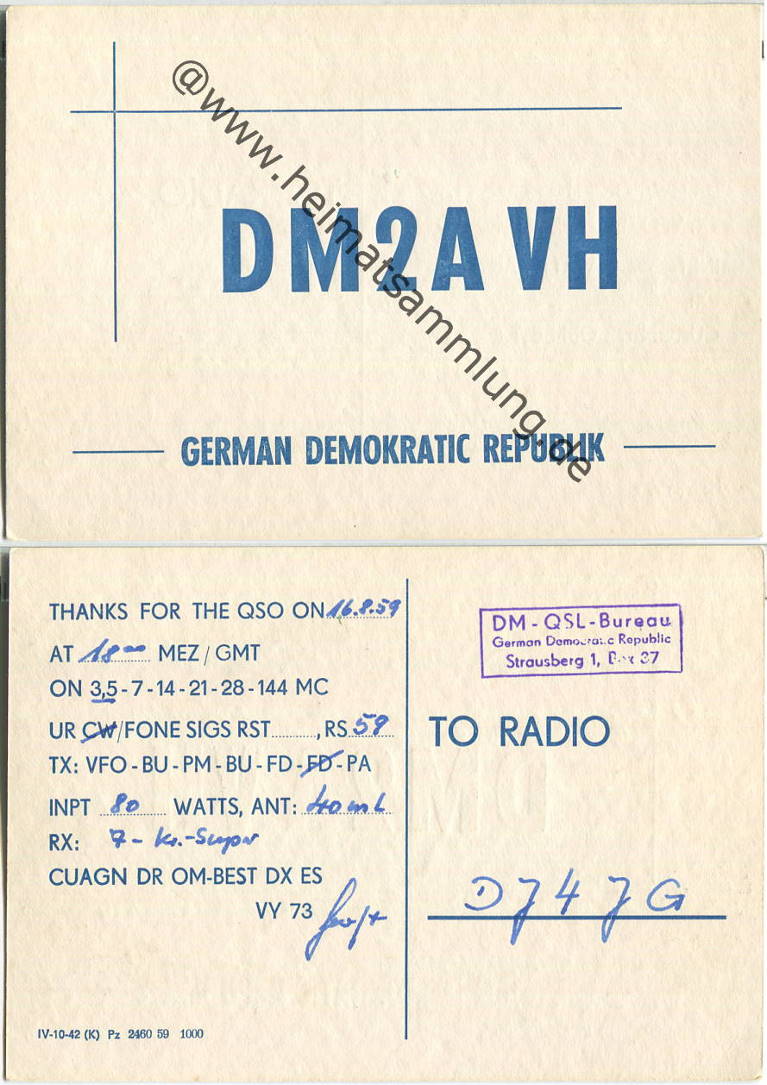 @www.heimatsammlung.de
DM2AVH
GERMAN DEMOKRATIC REPUBLIK
THANKS FOR THE QSO ON 16.8.59
AT 18 00 MEZ / GMT
ON 3,5 - 7 - 14 - 21 - 28 - 144 MC
UR CW/FONE SIGS RST........, RS 59
TX: VFO - BU - PM - BU - FD - FD - PA
INPT 80 WATTS, ANT: 40 m L
RX: 7 - Kr.-Super
CUAGN DR OM-BEST DX ES
VY 73
IV-10-42 (K) Pz 2460 59 1000
DM - QSL - Bureau
German Democratic Republic
Strausberg 1, Box 37
TO RADIO
DJ4JG